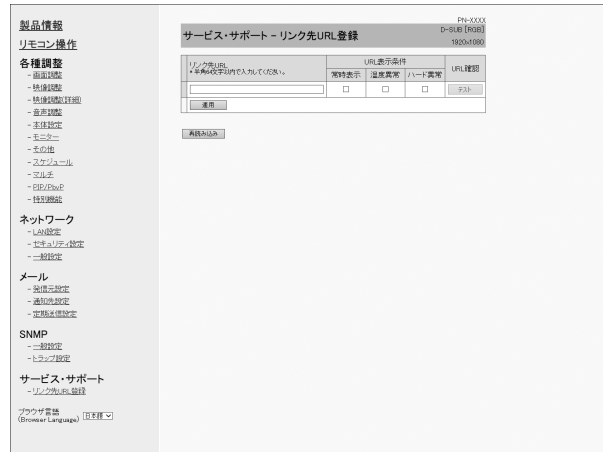 製品情報
リモコン操作
各種調整
- 画面調整
- 映像調整
- 映像調整(詳細)
- 音声調整
- 本体設定
- モニター
- その他
- スケジュール
- マルチ
- PIP/PbyP
- 特別機能
ネットワーク
- LAN設定
- セキュリティ設定
- 一般設定
メール
- 発信元設定
- 通知先設定
- 定期送信設定
SNMP
- 一般設定
- トラップ設定
サービス・サポート
- リンク先URL登録
ブラウザ言語
(Browser Language) 日本語
PN-XXXX
サービス・サポート - リンク先URL登録
D-SUB [RGB]
1920x1080
リンク先URL
* 半角64文字以内で入力してください。
URL表示条件
常時表示 温度異常 ハード異常
URL確認
テスト
適用
再読み込み